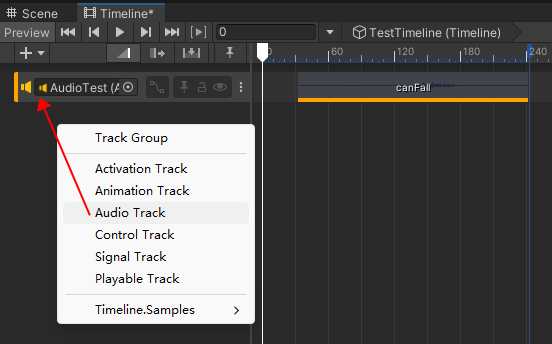 Scene
Timeline*
Preview
0
TestTimeline (Timeline)
60
120
180
240
AudioTest (A
canFall
Track Group
Activation Track
Animation Track
Audio Track
Control Track
Signal Track
Playable Track
Timeline.Samples